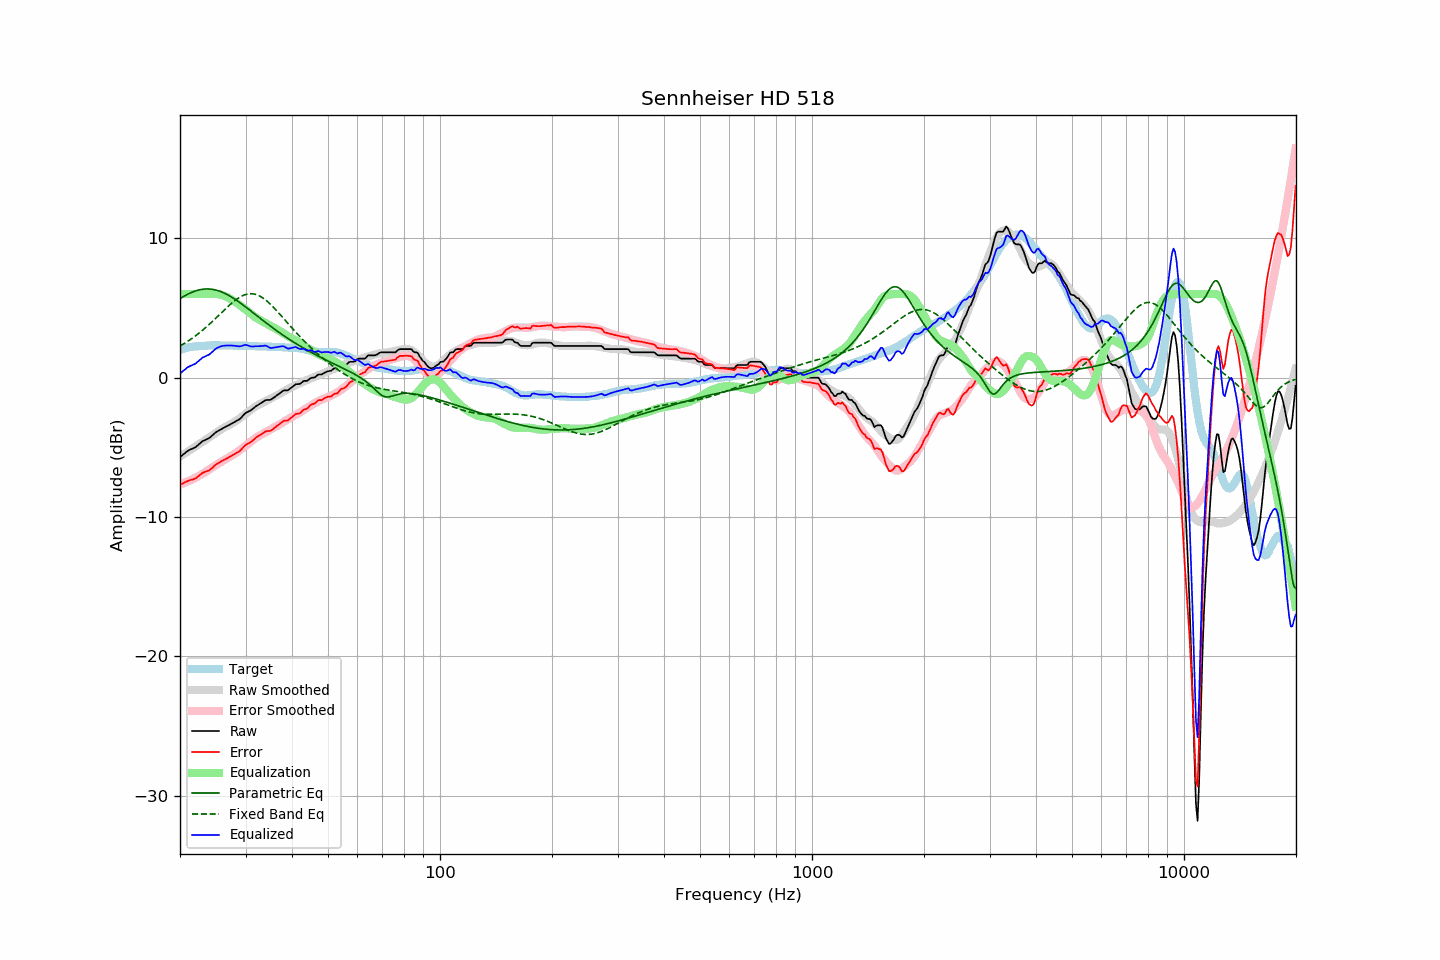 Sennheiser HD 518
Amplitude (dBr)
10
0
−10
−20
−30
Target
Raw Smoothed
Error Smoothed
Raw
Error
Equalization
Parametric Eq
Fixed Band Eq
Equalized
100
1000
10000
Frequency (Hz)